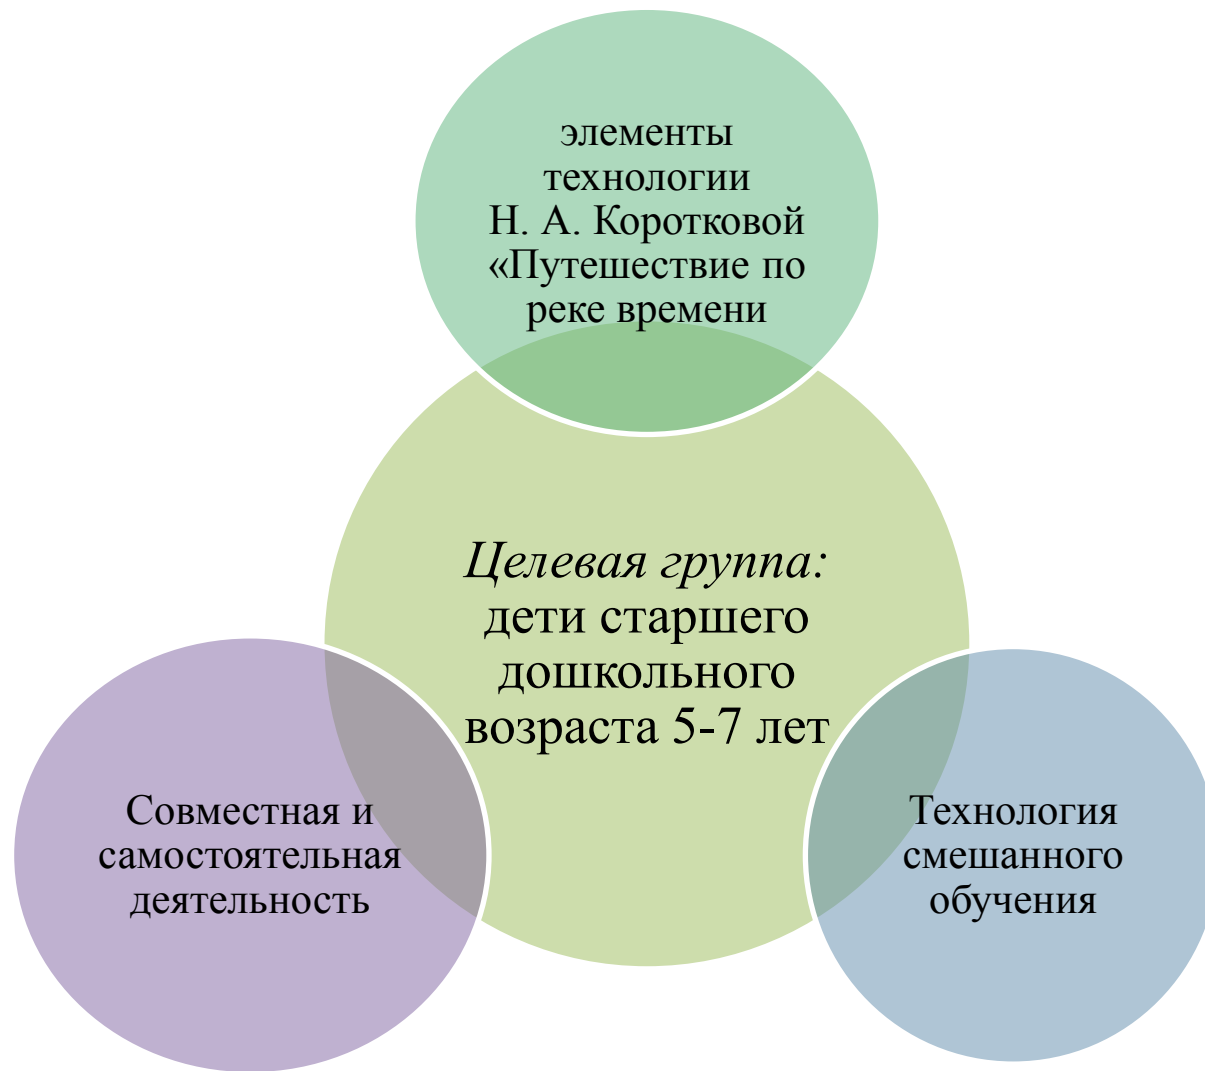 элементы
технологии
Н. А. Коротковой
«Путешествие по
реке времени
Целевая группа:
дети старшего
дошкольного
возраста 5-7 лет
Совместная и
самостоятельная
деятельность
Технология
смешанного
обучения